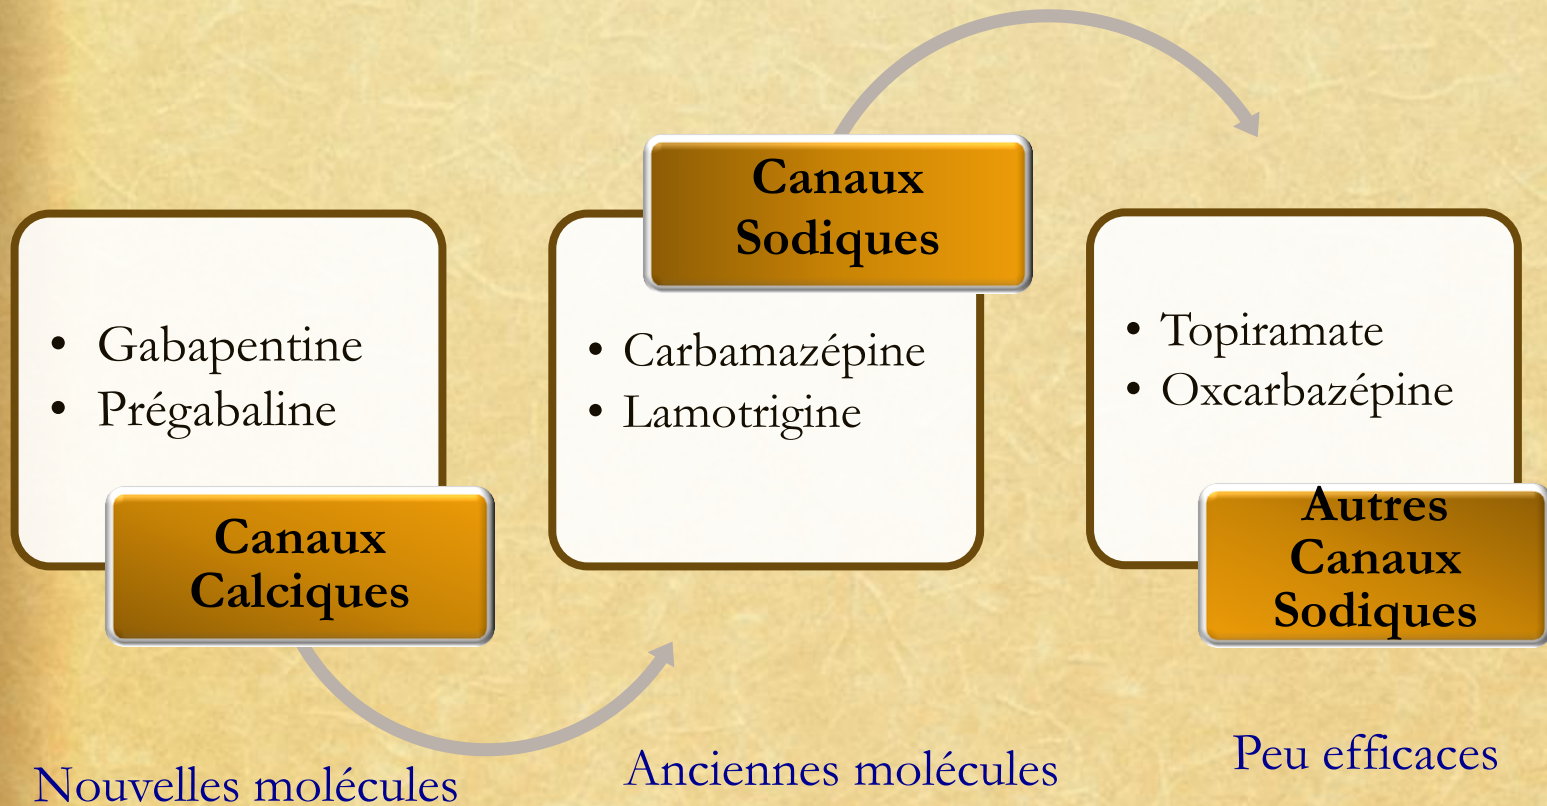 • Gabapentine
• Prégabaline
Canaux
Calciques
Nouvelles molécules
Canaux
Sodiques
• Carbamazépine
• Lamotrigine
Anciennes molécules
• Topiramate
• Oxcarbazépine
Autres
Canaux
Sodiques
Peu efficaces